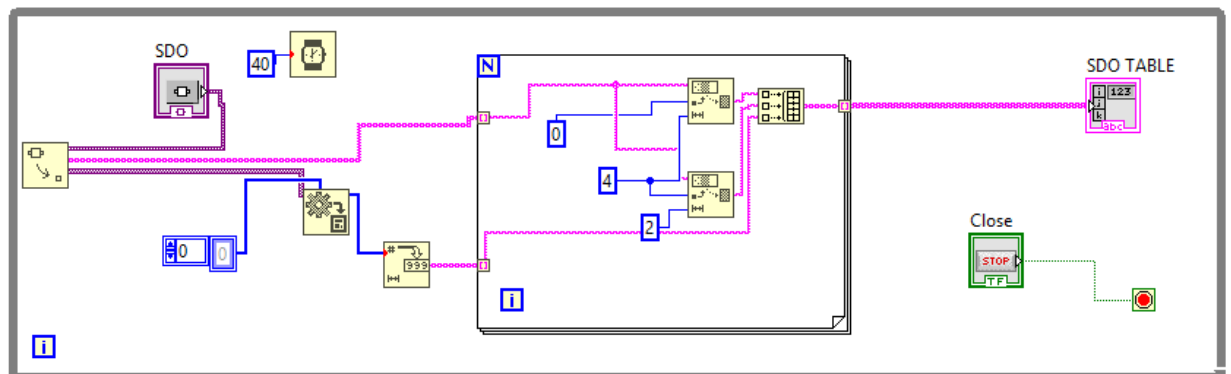 SDO
40
N
SDO TABLE
i 123
j
k
abc
0
4
0 0
# 999
2
Close
STOP
TF
i
i